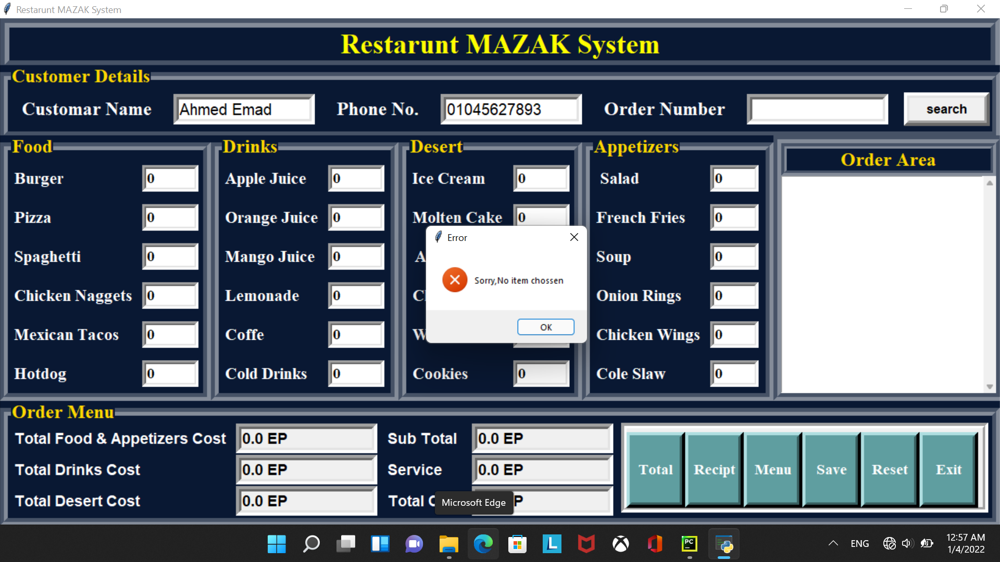 Restarunt MAZAK System
Restarunt MAZAK System
Customer Details
Customar Name Ahmed Emad Phone No. 01045627893 Order Number search
Food Drinks Desert Appetizers Order Area
Burger 0 Apple Juice 0 Ice Cream 0 Salad 0
Pizza 0 Orange Juice 0 Molten Cake 0 French Fries 0
Spaghetti 0 Mango Juice 0 A Soup 0
Chicken Naggets 0 Lemonade 0 Onion Rings 0
Mexican Tacos 0 Coffe 0 W Chicken Wings 0
Hotdog 0 Cold Drinks 0 Cookies 0 Cole Slaw 0
Error
Sorry,No item chossen
OK
Order Menu
Total Food & Appetizers Cost 0.0 EP Sub Total 0.0 EP
Total Drinks Cost 0.0 EP Service 0.0 EP
Total Desert Cost 0.0 EP Total P
Microsoft Edge
Total Recipt Menu Save Reset Exit
L
PC
ENG
12:57 AM
1/4/2022